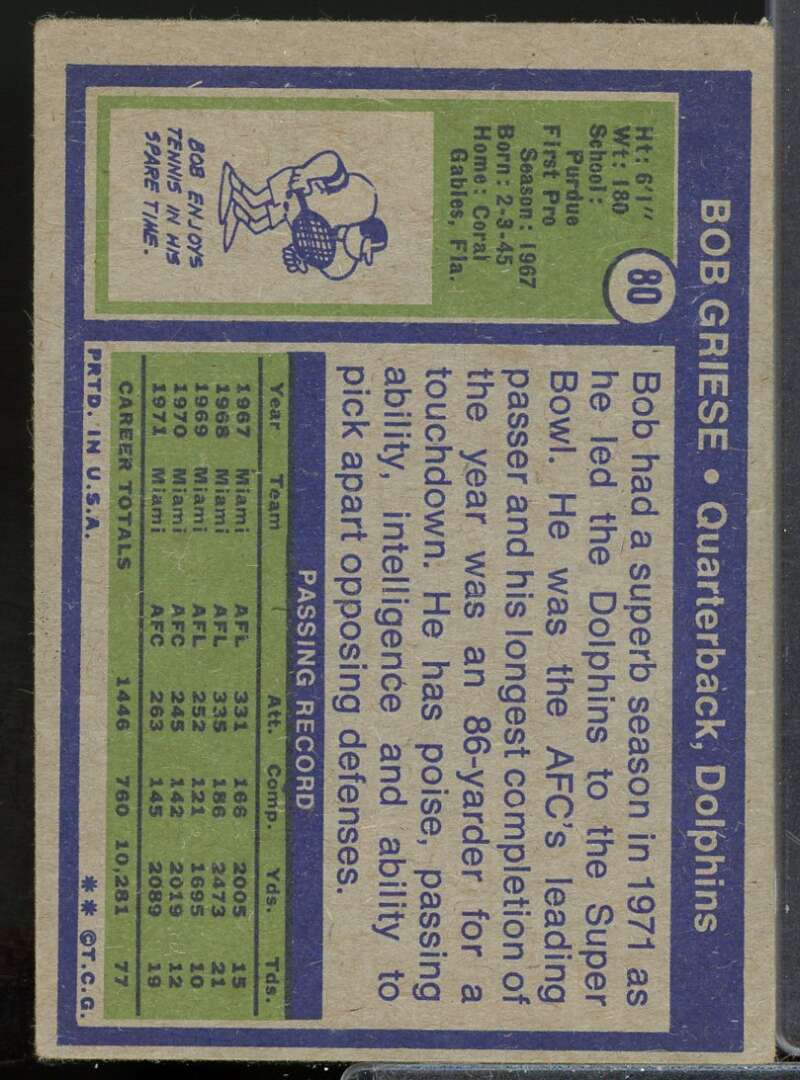 BOB GRIESE • Quarterback, Dolphins
80
Ht: 6'1"
Wt: 180
School:
Purdue
First Pro
Season: 1967
Born: 2-3-45
Home: Coral
Gables, Fla.
BOB ENJOYS
TENNIS IN HIS
SPARE TIME.
Bob had a superb season in 1971 as
he led the Dolphins to the Super
Bowl. He was the AFC's leading
passer and his longest completion of
the year was an 86-yarder for a
touchdown. He has poise, passing
ability, intelligence and ability to
pick apart opposing defenses.
PASSING RECORD
Year Team Att. Comp. Yds. Tds.
1967 Miami AFL 331 166 2005 15
1968 Miami AFL 335 186 2473 21
1969 Miami AFL 252 121 1695 10
1970 Miami AFC 245 142 2019 12
1971 Miami AFC 263 145 2089 19
CAREER TOTALS 1446 760 10,281 77
PRTD. IN U.S.A. ** ©T.C.G.